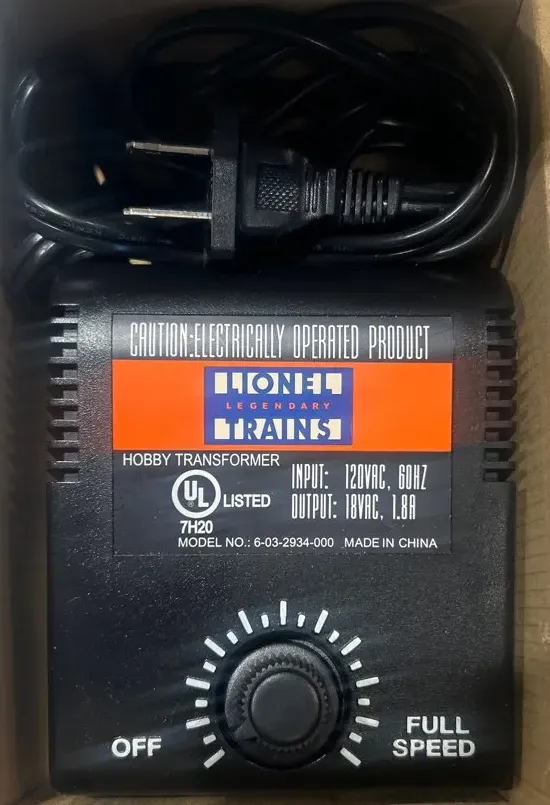 CAUTION:ELECTRICALLY OPERATED PRODUCT
LIONEL
LEGENDARY
TRAINS
HOBBY TRANSFORMER
UL LISTED
7H20
INPUT: 120VAC, 60HZ
OUTPUT: 18VAC, 1.8A
MODEL NO.: 6-03-2934-000 MADE IN CHINA
OFF
FULL
SPEED